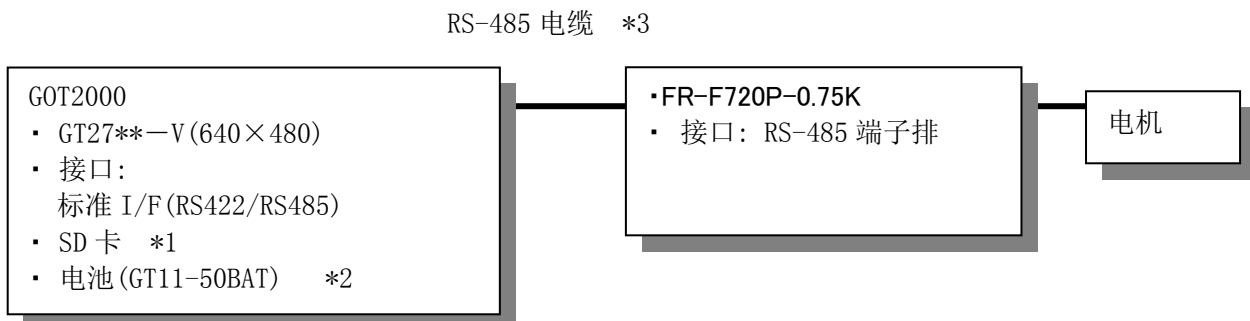 RS-485 电缆 *3
GOT2000
・ GT27**－V(640×480)
・ 接口:
标准 I/F(RS422/RS485)
・ SD 卡 *1
・ 电池(GT11-50BAT) *2
・FR-F720P-0.75K
・ 接口: RS-485 端子排
电机